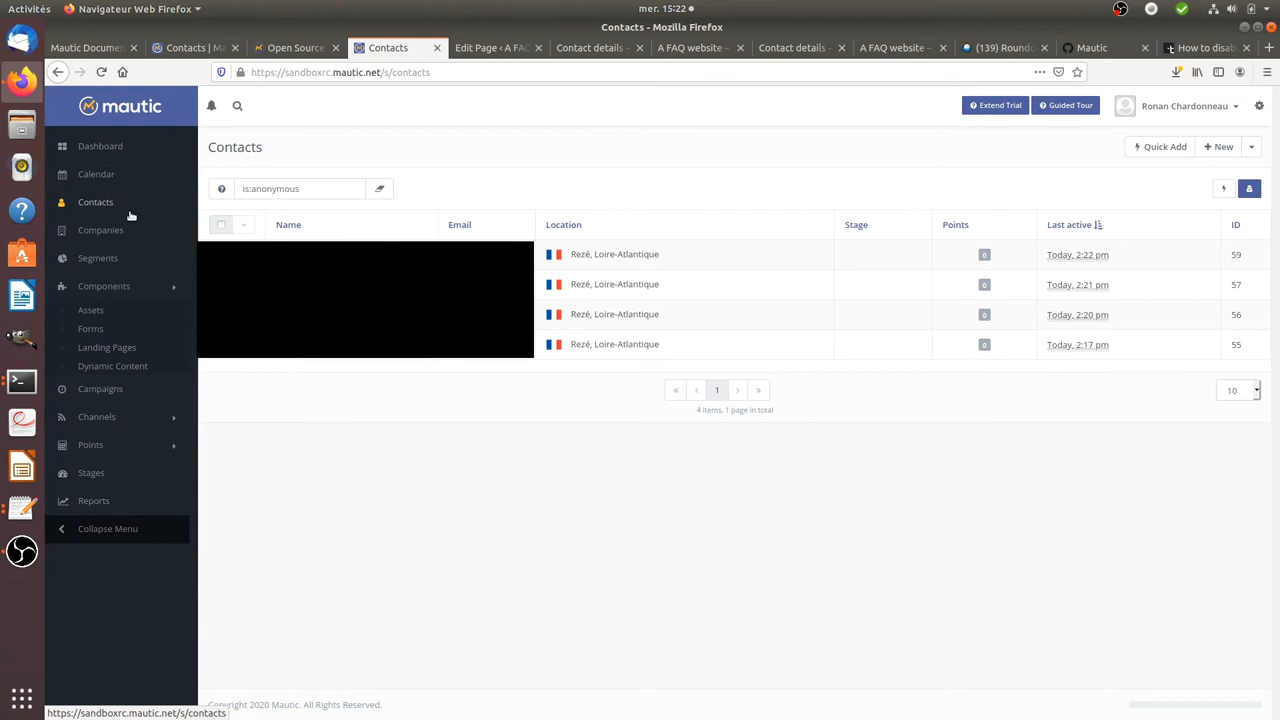 Activités
Navigateur Web Firefox
mer. 15:22
Contacts - Mozilla Firefox
Mautic Documen
Contacts | Ma
Open Source
Contacts
Edit Page < A FAQ
Contact details –
A FAQ website –
Contact details –
A FAQ website –
(139) Roundc
Mautic
How to disab
https://sandboxrc.mautic.net/s/contacts
mautic
Extend Trial
Guided Tour
Ronan Chardonneau
Dashboard
Calendar
Contacts
Companies
Segments
Components
Assets
Forms
Landing Pages
Dynamic Content
Campaigns
Channels
Points
Stages
Reports
Collapse Menu
Contacts
Quick Add
+ New
is:anonymous
Name Email Location Stage Points Last active ID
Rezé, Loire-Atlantique 0 Today, 2:22 pm 59
Rezé, Loire-Atlantique 0 Today, 2:21 pm 57
Rezé, Loire-Atlantique 0 Today, 2:20 pm 56
Rezé, Loire-Atlantique 0 Today, 2:17 pm 55
« ‹ 1 › »
10
4 items, 1 page in total
Copyright 2020 Mautic. All Rights Reserved.
https://sandboxrc.mautic.net/s/contacts